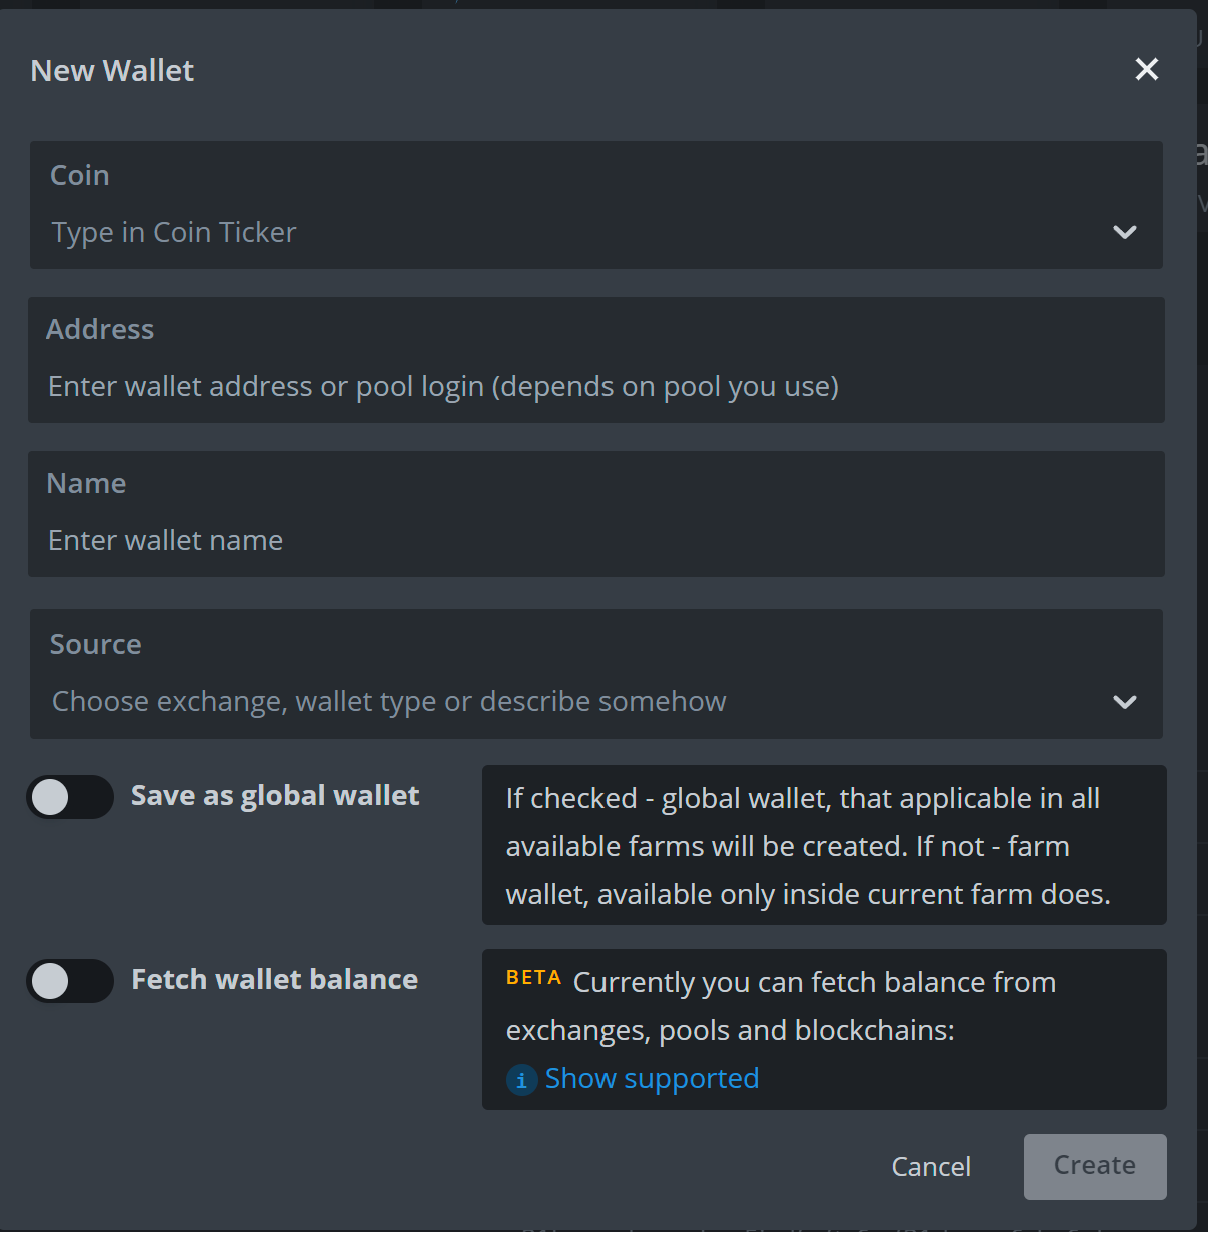 New Wallet
Coin
Type in Coin Ticker
Address
Enter wallet address or pool login (depends on pool you use)
Name
Enter wallet name
Source
Choose exchange, wallet type or describe somehow
Save as global wallet
If checked - global wallet, that applicable in all
available farms will be created. If not - farm
wallet, available only inside current farm does.
Fetch wallet balance
BETA Currently you can fetch balance from
exchanges, pools and blockchains:
i Show supported
Cancel
Create